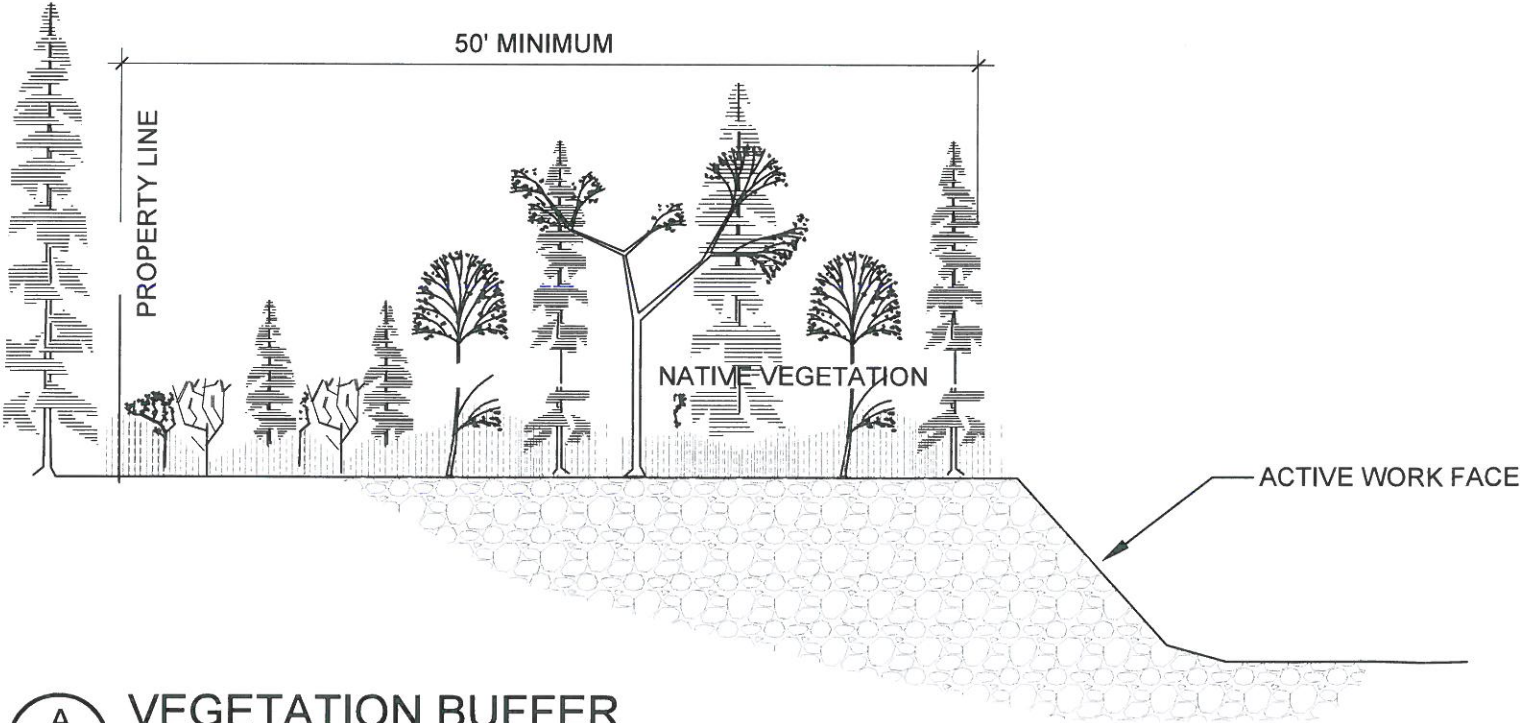 50' MINIMUM
PROPERTY LINE
NATIVE VEGETATION
ACTIVE WORK FACE
A
VEGETATION BUFFER